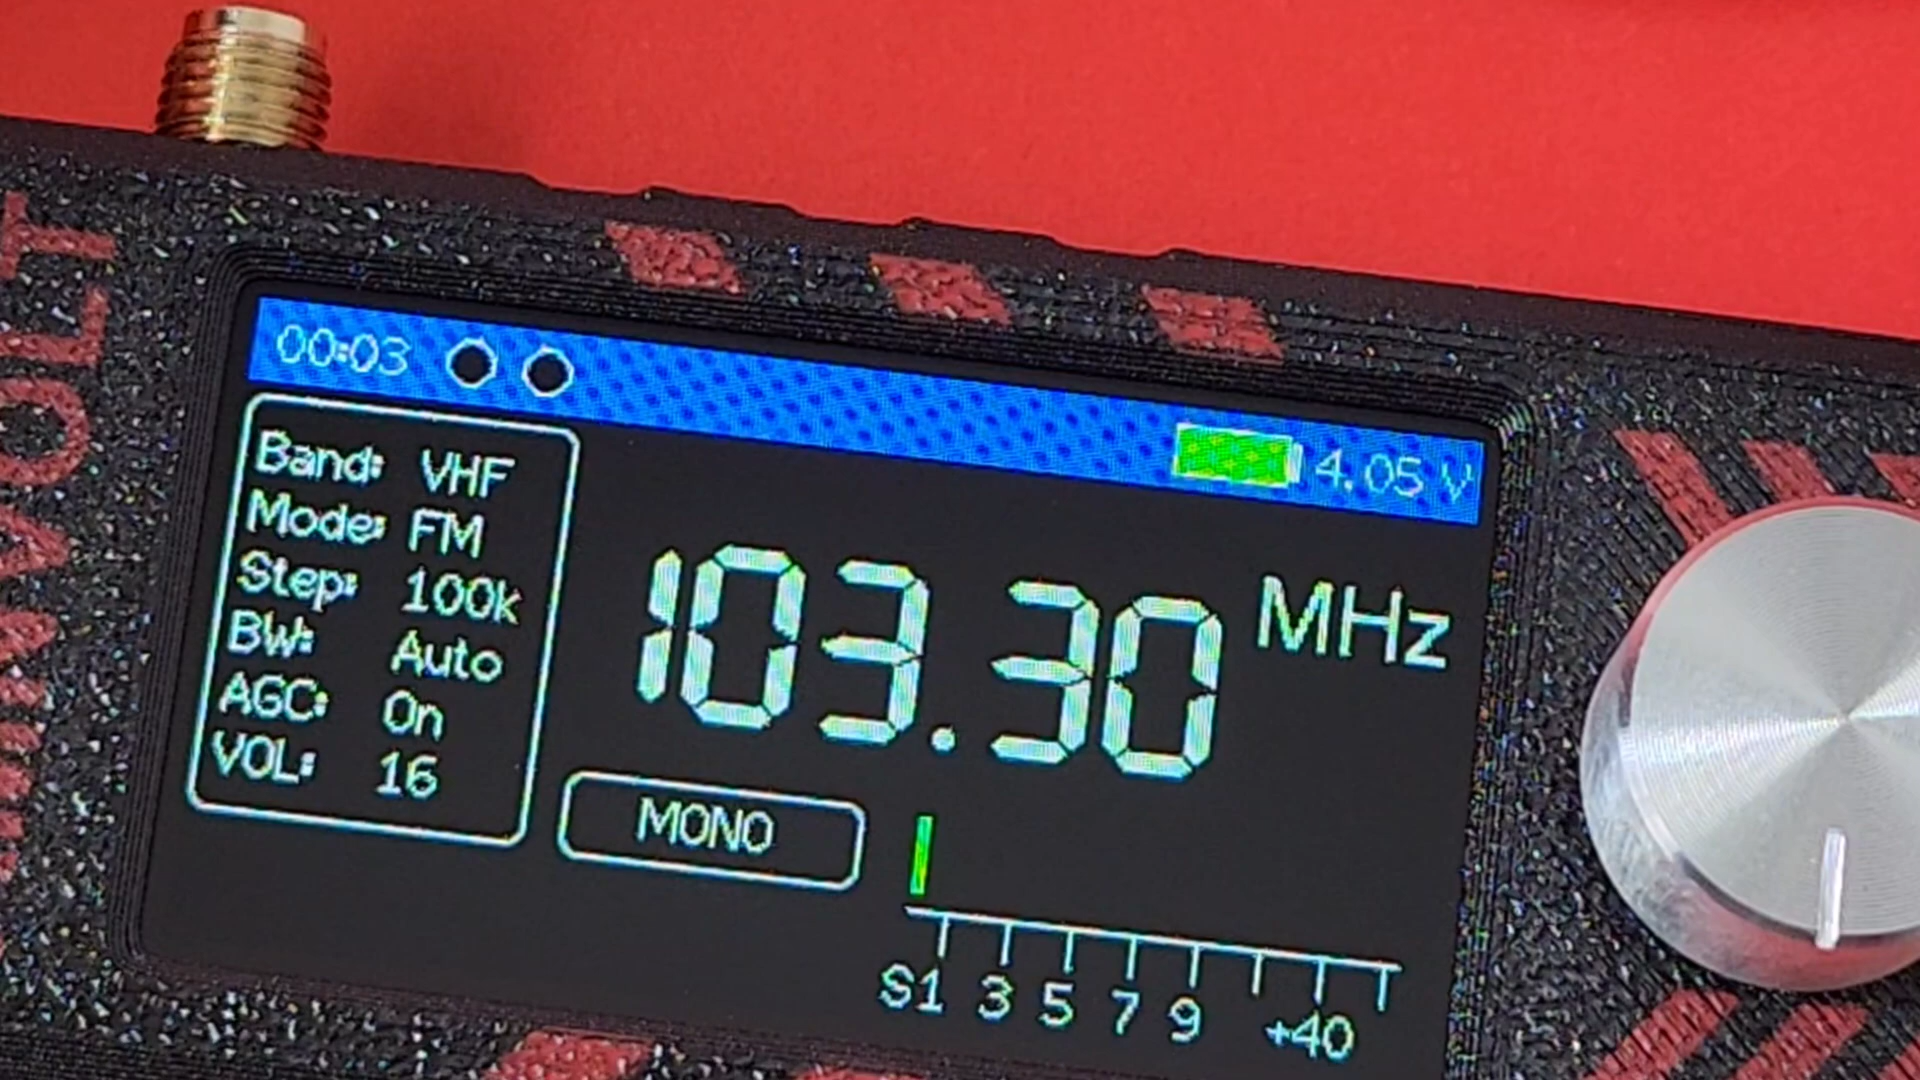 00:03 4.05 V
Band: VHF
Mode: FM
Step: 100k
BW: Auto
AGC: On
VOL: 16
103.30 MHz
MONO
S1 3 5 7 9 +40